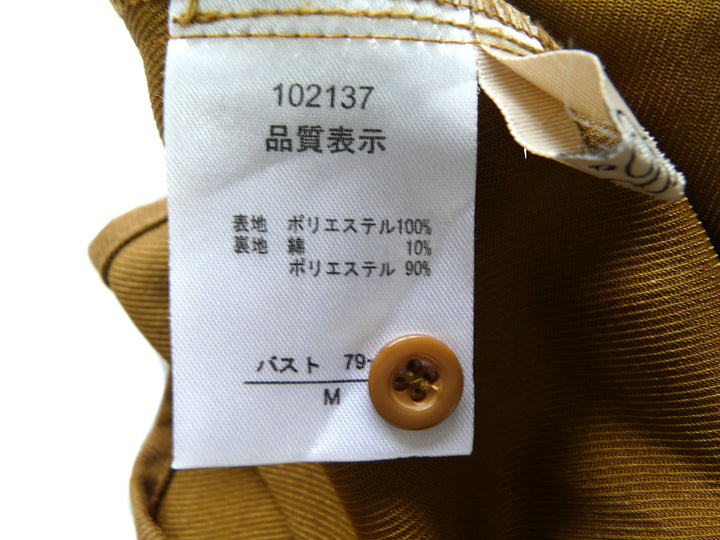 102137
品質表示
表地 ポリエステル100%
裏地 綿 10%
ポリエステル 90%
バスト 79-
M